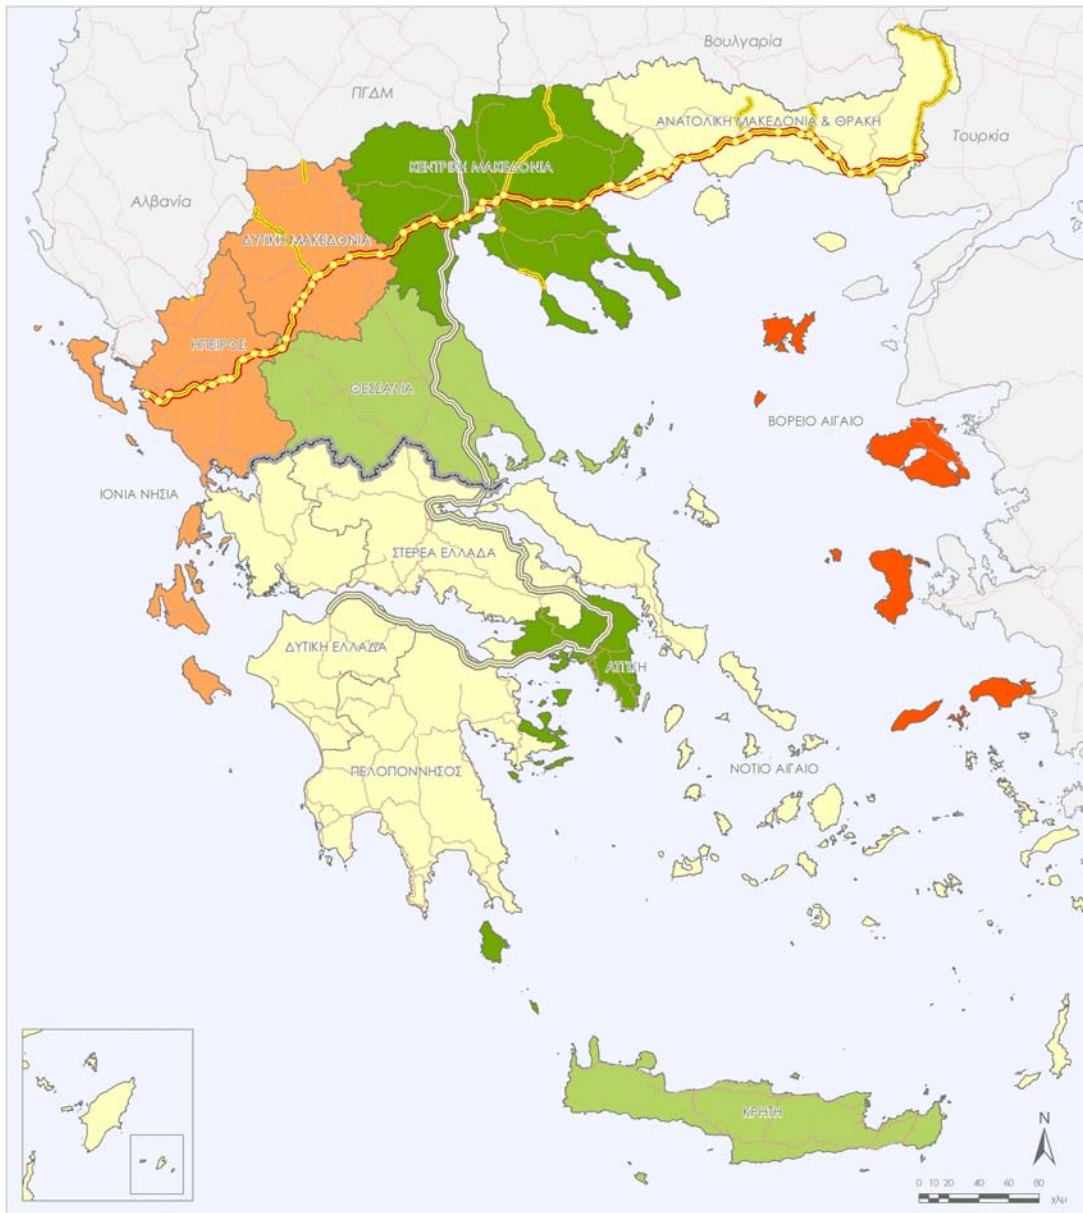 Βουλγαρία
ΠΓΔΜ
ΑΝΑΤΟΛΙΚΗ ΜΑΚΕΔΟΝΙΑ & ΘΡΑΚΗ
Τουρκία
ΚΕΝΤΡΙΚΗ ΜΑΚΕΔΟΝΙΑ
Αλβανία
ΔΥΤΙΚΗ ΜΑΚΕΔΟΝΙΑ
ΗΠΕΙΡΟΣ
ΘΕΣΣΑΛΙΑ
ΒΟΡΕΙΟ ΑΙΓΑΙΟ
ΙΟΝΙΑ ΝΗΣΙΑ
ΣΤΕΡΕΑ ΕΛΛΑΔΑ
ΔΥΤΙΚΗ ΕΛΛΑΔΑ
ΑΤΤΙΚΗ
ΝΟΤΙΟ ΑΙΓΑΙΟ
ΠΕΛΟΠΟΝΝΗΣΟΣ
ΚΡΗΤΗ
N
0 10 20 40 60 80
χλμ